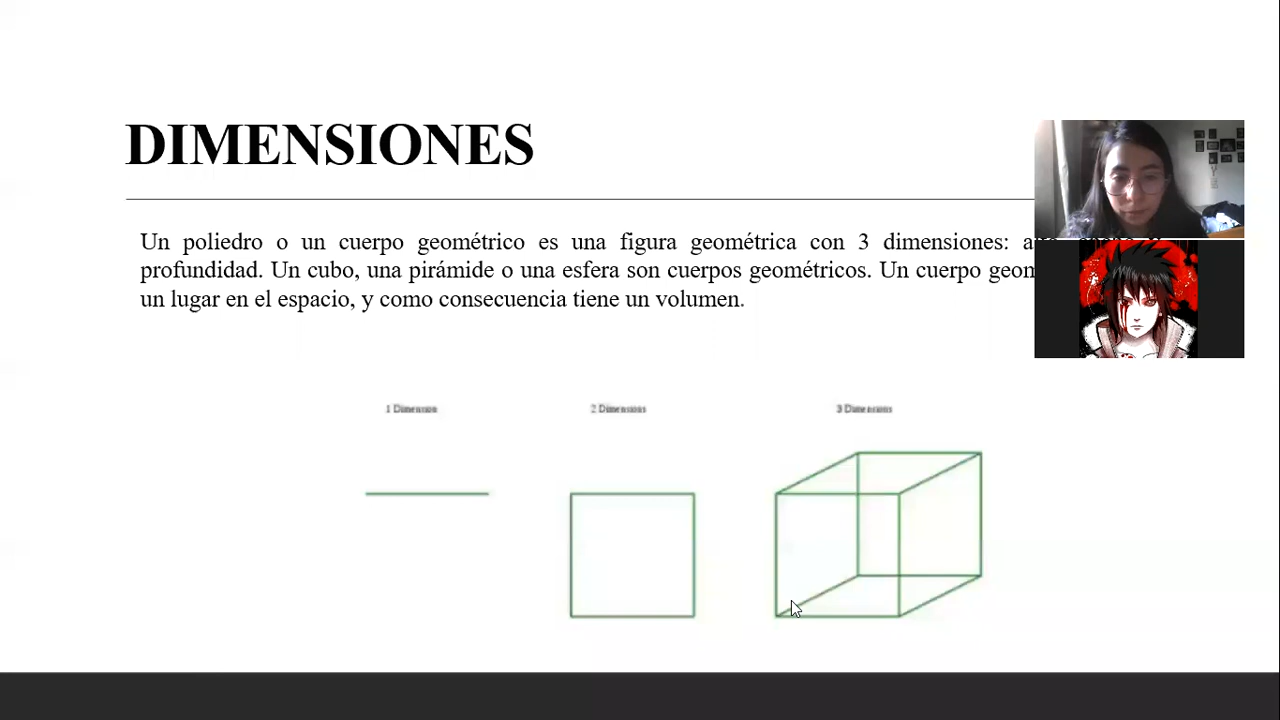 DIMENSIONES
Un poliedro o un cuerpo geométrico es una figura geométrica con 3 dimensiones:
profundidad. Un cubo, una pirámide o una esfera son cuerpos geométricos. Un cuerpo
un lugar en el espacio, y como consecuencia tiene un volumen.
1 Dimension
2 Dimensions
3 Dimensions